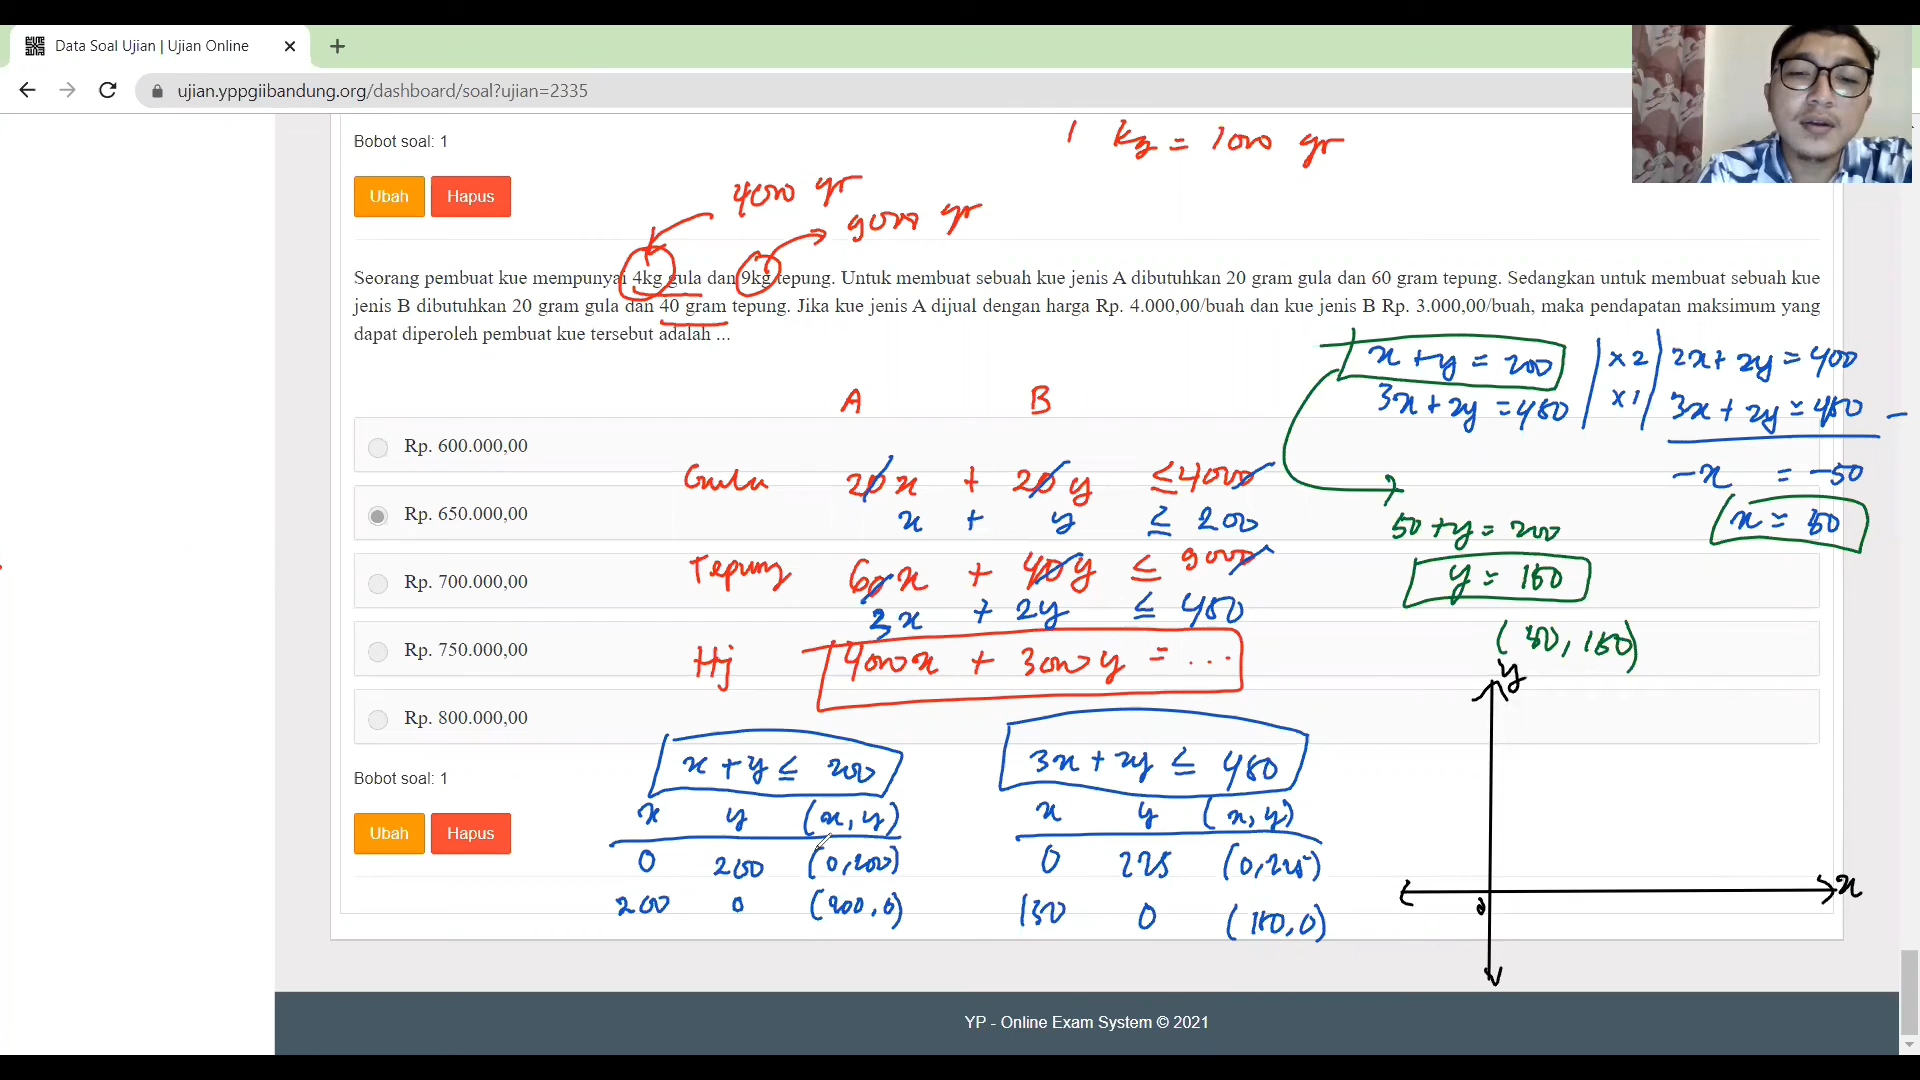 Data Soal Ujian | Ujian Online
ujian.yppgiibandung.org/dashboard/soal?ujian=2335
Bobot soal: 1
1 kg = 1000 gr
Ubah Hapus
4000 gr
9000 gr
Seorang pembuat kue mempunyai 4kg gula dan 9kg tepung. Untuk membuat sebuah kue jenis A dibutuhkan 20 gram gula dan 60 gram tepung. Sedangkan untuk membuat sebuah kue
jenis B dibutuhkan 20 gram gula dan 40 gram tepung. Jika kue jenis A dijual dengan harga Rp. 4.000,00/buah dan kue jenis B Rp. 3.000,00/buah, maka pendapatan maksimum yang
dapat diperoleh pembuat kue tersebut adalah ...
x + y = 200 | x 2 | 2x + 2y = 400
3x + 2y = 450 | x 1 | 3x + 2y = 450 -
-x = -50
x = 50
50 + y = 200
y = 150
(50, 150)
A B
Rp. 600.000,00
Gula 20x + 20y ≤ 4000
Rp. 650.000,00
x + y ≤ 200
Tepung 60x + 40y ≤ 9000
Rp. 700.000,00
3x + 2y ≤ 450
Rp. 750.000,00
Hj 4000x + 3000y = ...
Rp. 800.000,00
x + y ≤ 200
x y (x, y)
0 200 (0,200)
200 0 (200,0)
3x + 2y ≤ 450
x y (x, y)
0 225 (0,225)
150 0 (150,0)
y
x
0
Bobot soal: 1
Ubah Hapus
YP - Online Exam System © 2021